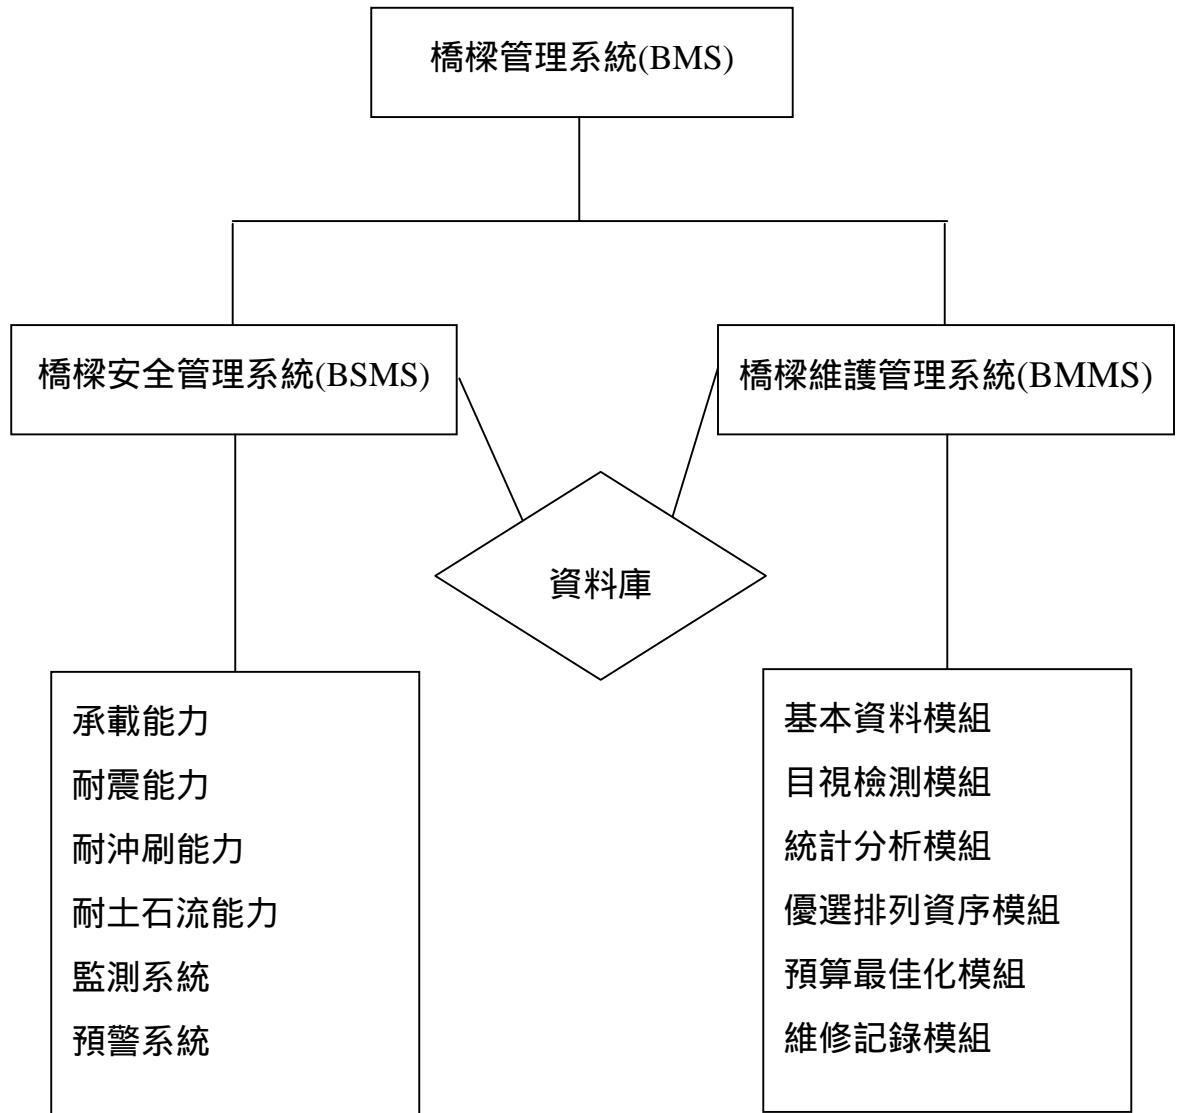 橋樑管理系統(BMS)
橋樑安全管理系統(BSMS)
橋樑維護管理系統(BMMS)
資料庫
承載能力
耐震能力
耐沖刷能力
耐土石流能力
監測系統
預警系統
基本資料模組
目視檢測模組
統計分析模組
優選排列資序模組
預算最佳化模組
維修記錄模組